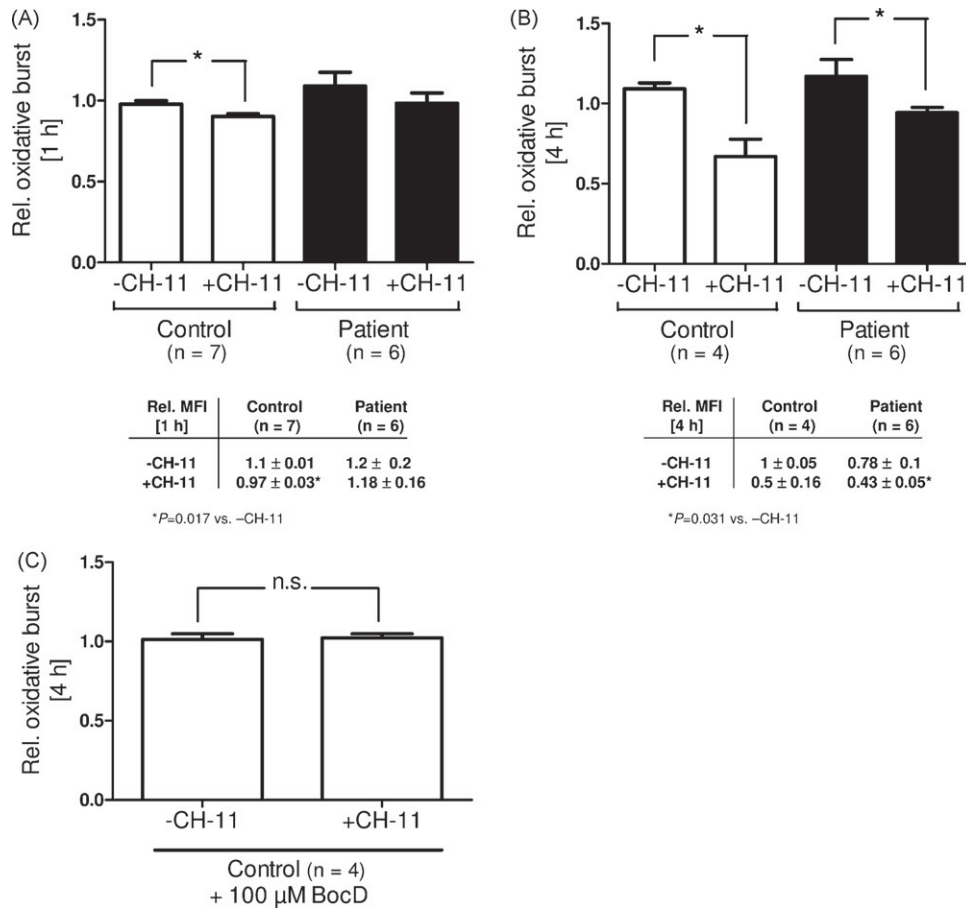 (A)
Rel. oxidative burst
[1 h]
1.5
1.0
0.5
0.0
*
-CH-11 +CH-11 -CH-11 +CH-11
Control Patient
(n = 7) (n = 6)
Rel. MFI Control Patient
[1 h] (n = 7) (n = 6)
-CH-11 1.1 ± 0.01 1.2 ± 0.2
+CH-11 0.97 ± 0.03* 1.18 ± 0.16
*P=0.017 vs. –CH-11
(B)
Rel. oxidative burst
[4 h]
1.5
1.0
0.5
0.0
* *
-CH-11 +CH-11 -CH-11 +CH-11
Control Patient
(n = 4) (n = 6)
Rel. MFI Control Patient
[4 h] (n = 4) (n = 6)
-CH-11 1 ± 0.05 0.78 ± 0.1
+CH-11 0.5 ± 0.16 0.43 ± 0.05*
*P=0.031 vs. –CH-11
(C)
Rel. oxidative burst
[4 h]
1.5
1.0
0.5
0.0
n.s.
-CH-11 +CH-11
Control (n = 4)
+ 100 µM BocD